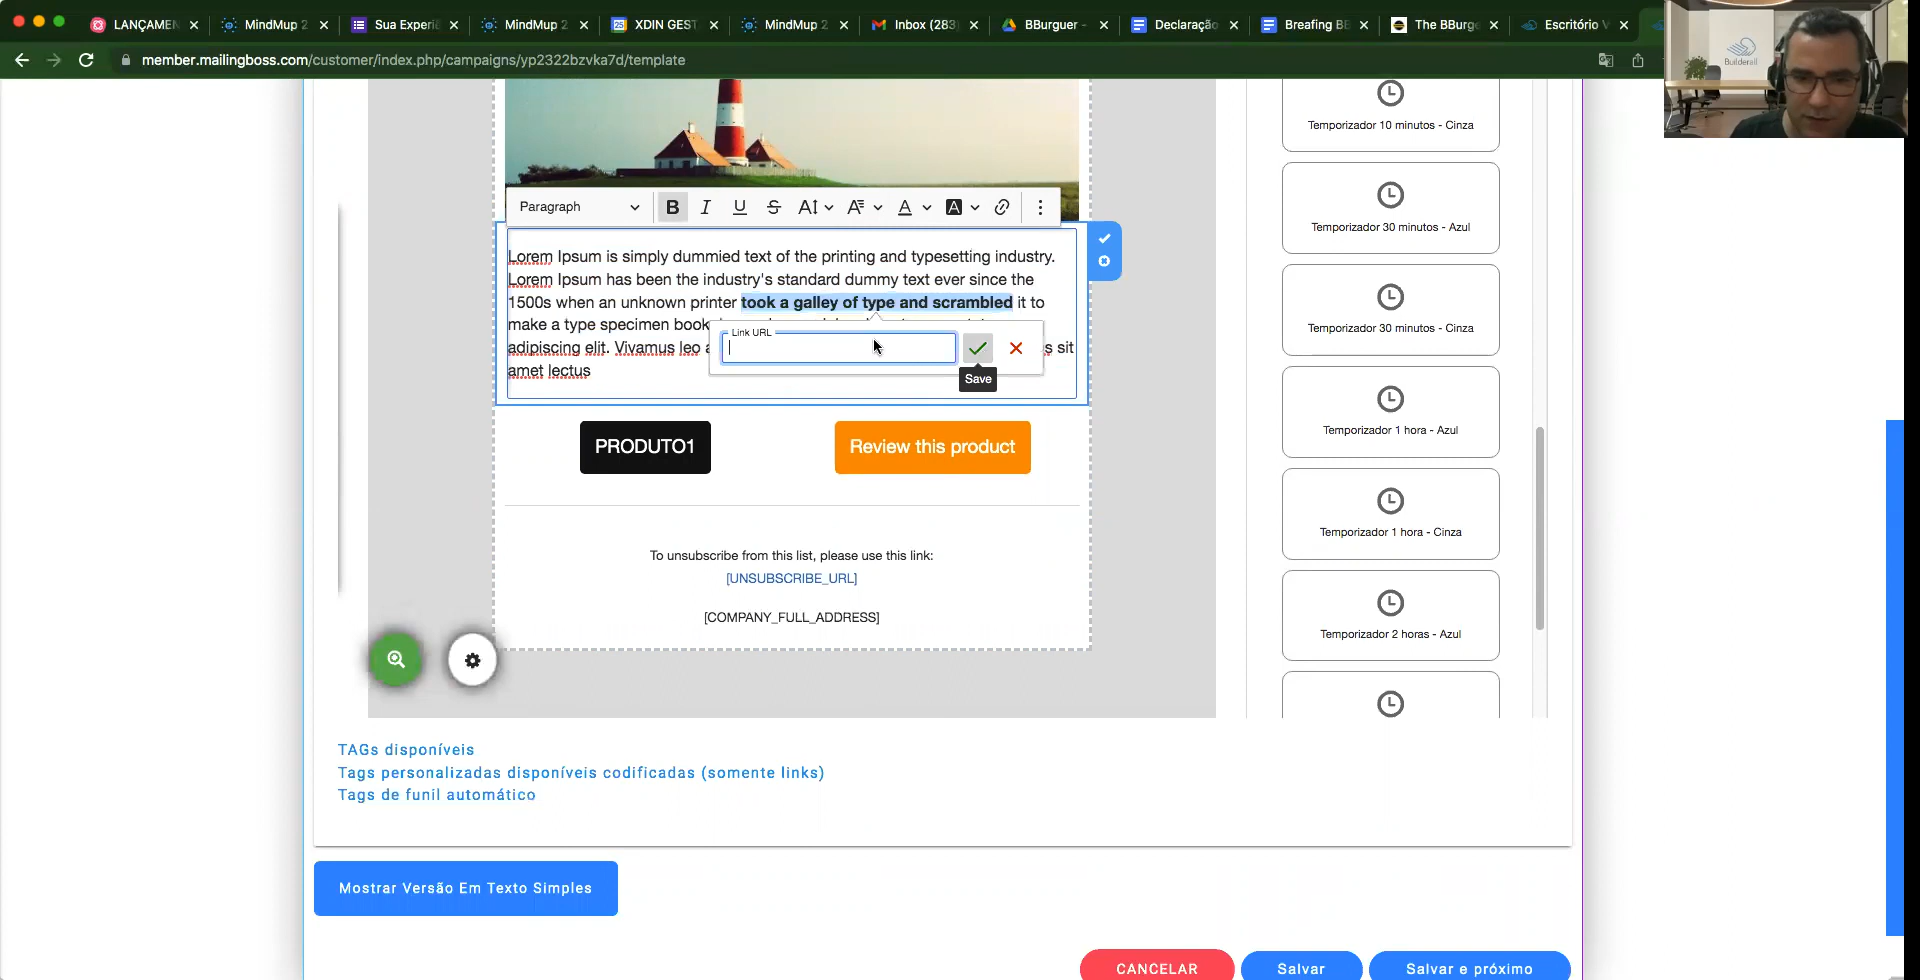 LANÇAMEN
MindMup 2
Sua Experi
MindMup 2
XDIN GEST
MindMup 2
Inbox (283)
BBurguer -
Declaração
Breafing BB
The BBurge
Escritório V
member.mailingboss.com/customer/index.php/campaigns/yp2322bzvka7d/template
Builderall
Paragraph
Lorem Ipsum is simply dummied text of the printing and typesetting industry.
Lorem Ipsum has been the industry's standard dummy text ever since the
1500s when an unknown printer took a galley of type and scrambled it to
make a type specimen book
adipiscing elit. Vivamus leo a
s sit
amet lectus
Link URL
Save
PRODUTO1
Review this product
To unsubscribe from this list, please use this link:
[UNSUBSCRIBE_URL]
[COMPANY_FULL_ADDRESS]
Temporizador 10 minutos - Cinza
Temporizador 30 minutos - Azul
Temporizador 30 minutos - Cinza
Temporizador 1 hora - Azul
Temporizador 1 hora - Cinza
Temporizador 2 horas - Azul
TAGs disponíveis
Tags personalizadas disponíveis codificadas (somente links)
Tags de funil automático
Mostrar Versão Em Texto Simples
CANCELAR
Salvar
Salvar e próximo